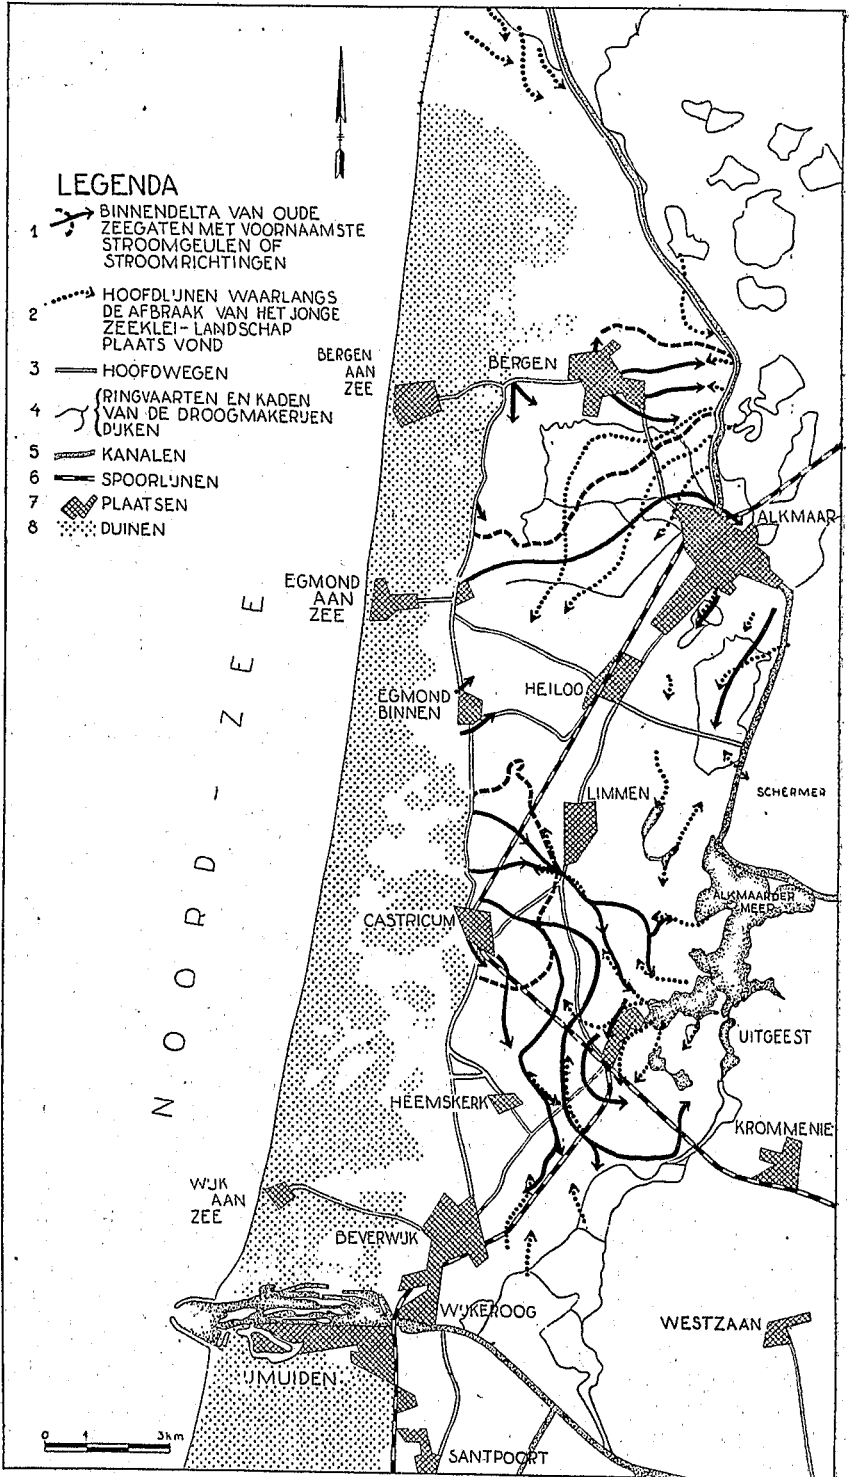 LEGENDA
1 BINNENDELTA VAN OUDE
ZEEGATEN MET VOORNAAMSTE
STROOMGEULEN OF
STROOMRICHTINGEN
2 HOOFDLIJNEN WAARLANGS
DE AFBRAAK VAN HET JONGE
ZEEKLEI-LANDSCHAP
PLAATS VOND
3 HOOFDWEGEN
4 RINGVAARTEN EN KADEN
VAN DE DROOGMAKERIJEN
DIJKEN
5 KANALEN
6 SPOORLIJNEN
7 PLAATSEN
8 DUINEN
BERGEN
AAN
ZEE
BERGEN
ALKMAAR
EGMOND
AAN
ZEE
NOORD-ZEE
HEILOO
EGMOND
BINNEN
LIMMEN
SCHERMER
ALKMAARDER
MEER
CASTRICUM
UITGEEST
HEEMSKERK
KROMMENIE
WIJK
AAN
ZEE
BEVERWIJK
WIJKEROOG
WESTZAAN
IJMUIDEN
SANTPOORT
0 1 3km